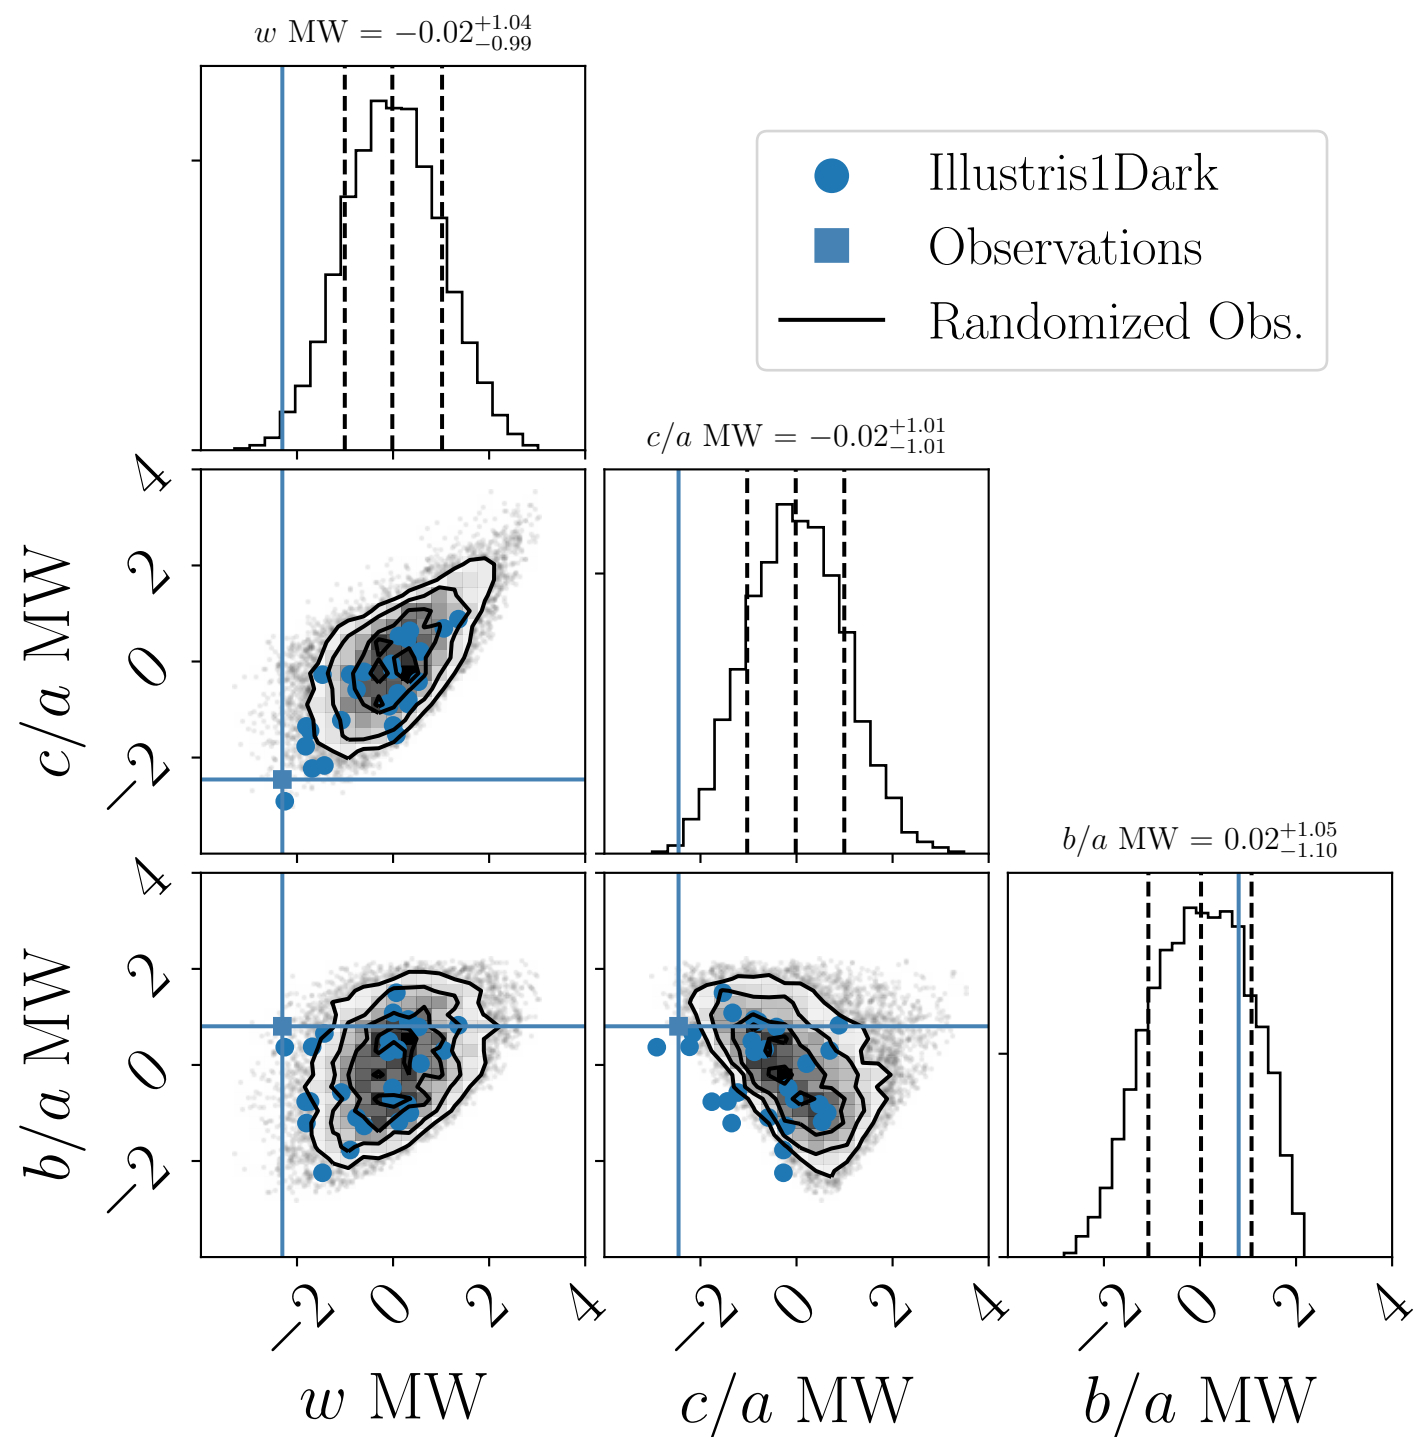 w MW = −0.02+1.04−0.99
Illustris1Dark
Observations
Randomized Obs.
c/a MW = −0.02+1.01−1.01
4
2
0
−2
c/a MW
b/a MW = 0.02+1.05−1.10
4
2
0
−2
b/a MW
−2 0 2 4
−2 0 2 4
−2 0 2 4
w MW
c/a MW
b/a MW